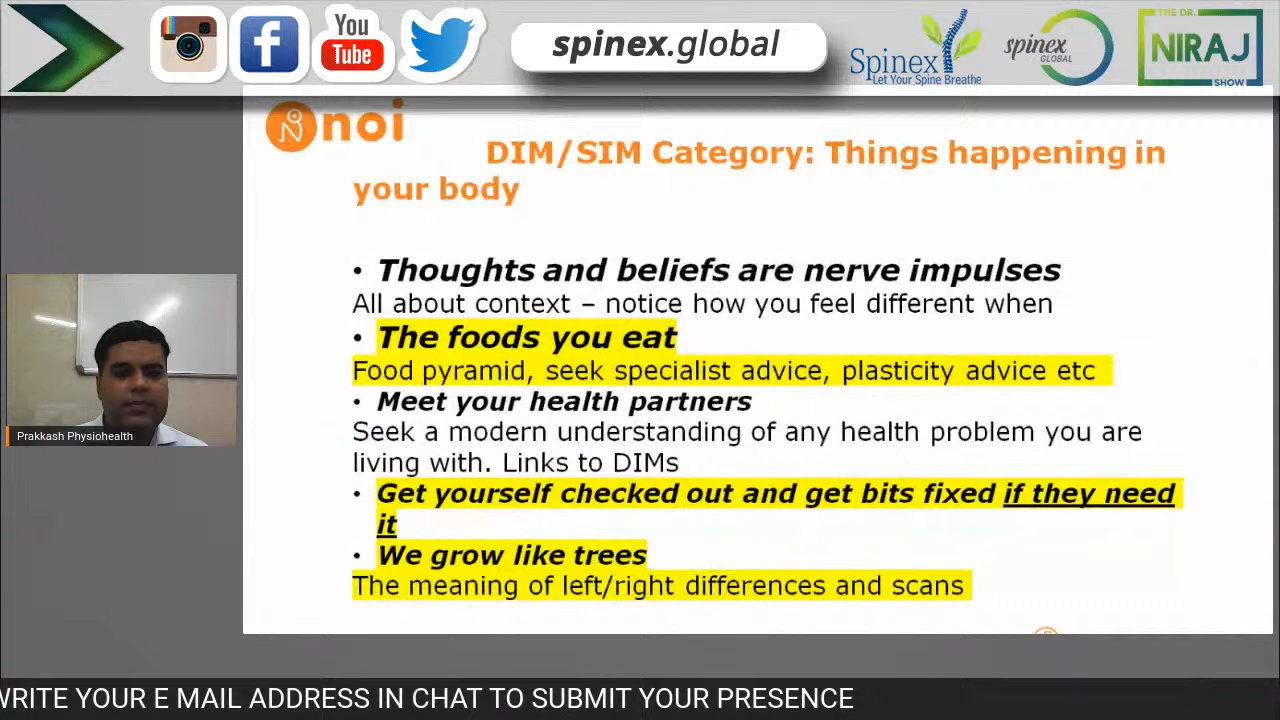 You
Tube
spinex.global
Spinex
Let Your Spine Breathe
spinex
GLOBAL
THE DR.
NIRAJ
SHOW
noi
DIM/SIM Category: Things happening in
your body
• Thoughts and beliefs are nerve impulses
All about context – notice how you feel different when
• The foods you eat
Food pyramid, seek specialist advice, plasticity advice etc
• Meet your health partners
Seek a modern understanding of any health problem you are
living with. Links to DIMs
• Get yourself checked out and get bits fixed if they need
it
• We grow like trees
The meaning of left/right differences and scans
Prakkash Physiohealth
WRITE YOUR E MAIL ADDRESS IN CHAT TO SUBMIT YOUR PRESENCE